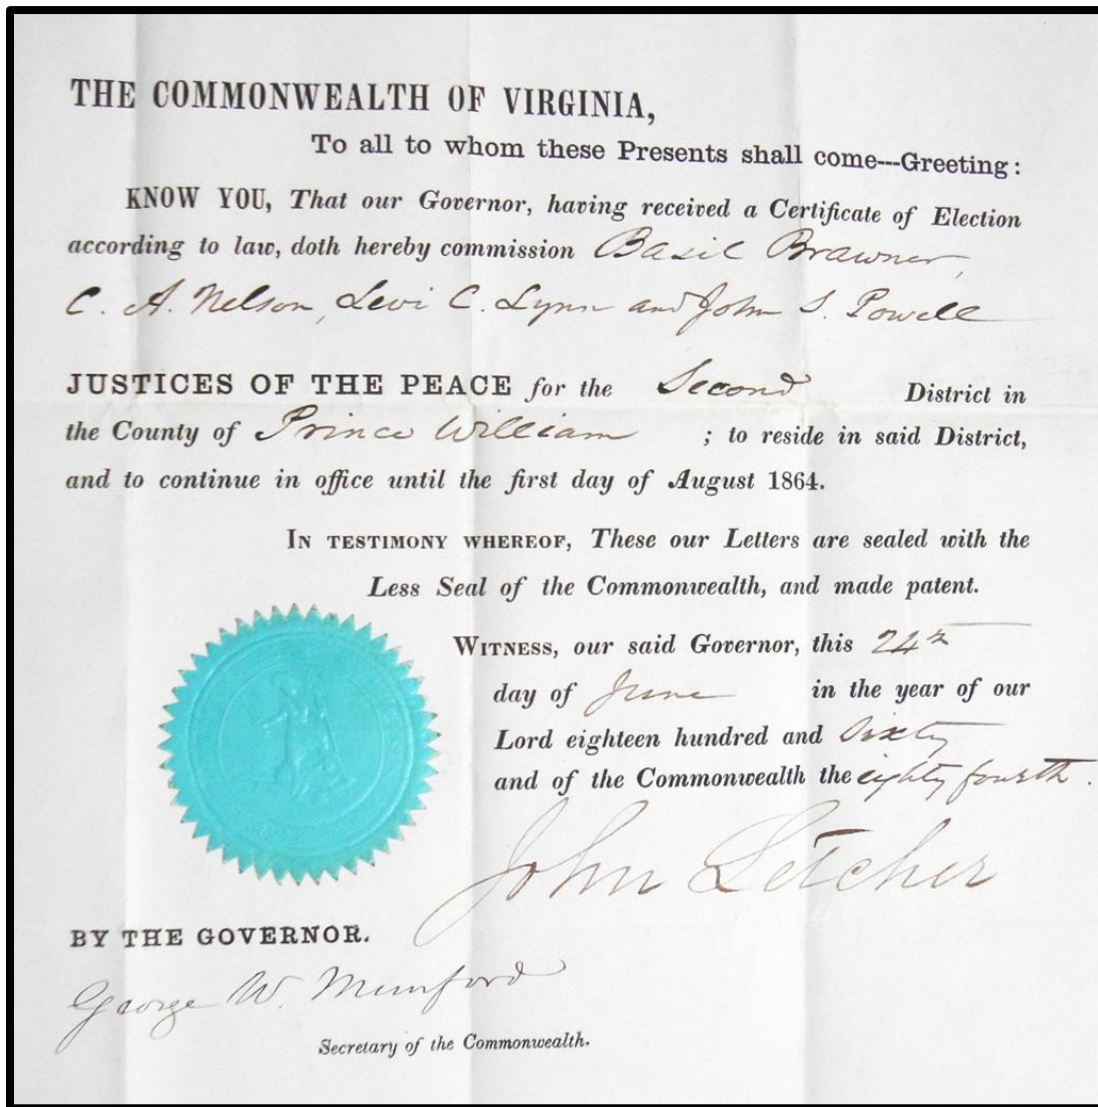 THE COMMONWEALTH OF VIRGINIA,
To all to whom these Presents shall come---Greeting:
KNOW YOU, That our Governor, having received a Certificate of Election
according to law, doth hereby commission Basil Brawner,
C. A. Nelson, Levi C. Lynn and John S. Powell
JUSTICES OF THE PEACE for the Second District in
the County of Prince William ; to reside in said District,
and to continue in office until the first day of August 1864.
IN TESTIMONY WHEREOF, These our Letters are sealed with the
Less Seal of the Commonwealth, and made patent.
WITNESS, our said Governor, this 24th
day of June in the year of our
Lord eighteen hundred and Sixty
and of the Commonwealth the eighty fourth.
John Letcher
BY THE GOVERNOR.
George W. Munford
Secretary of the Commonwealth.